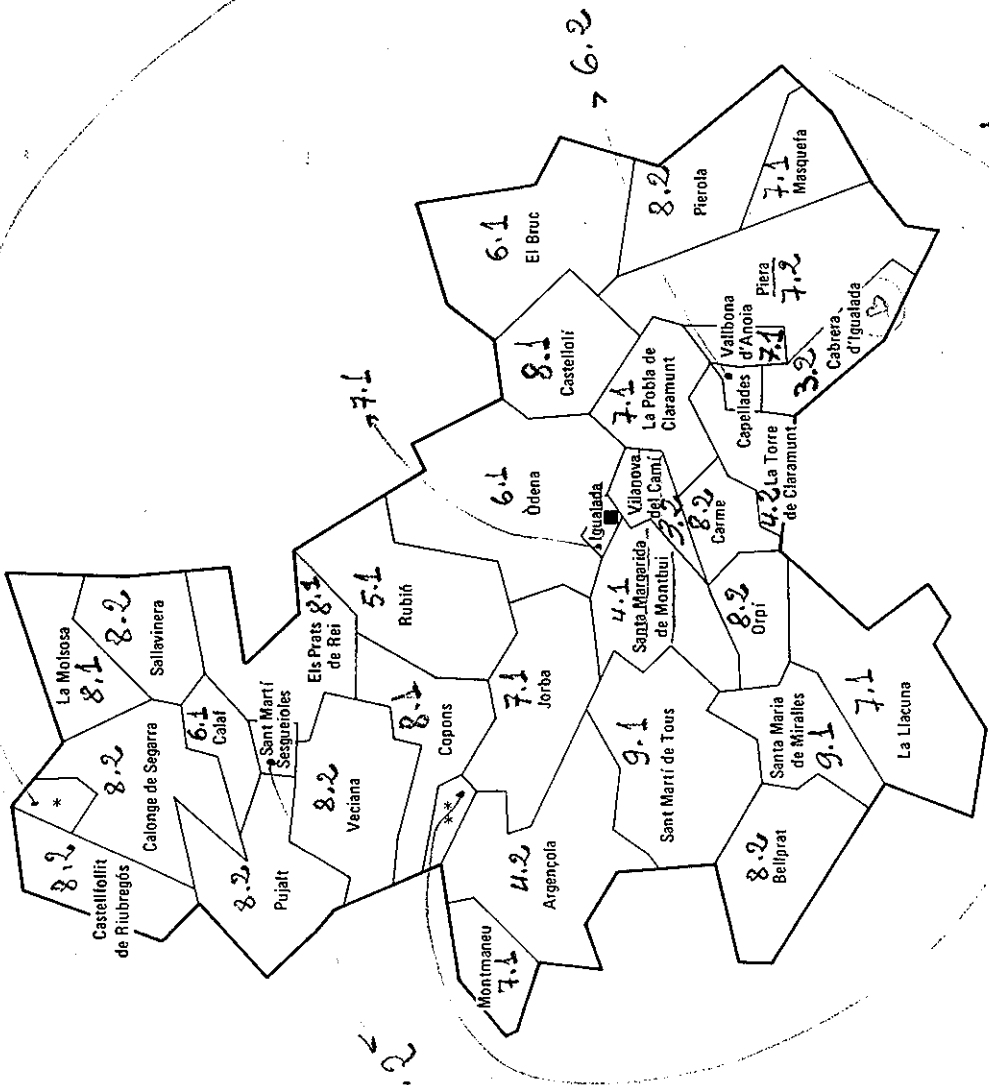 La Molsosa
8.1
8.2
Sallavinera
*
8.2
Calonge de Segarra
8.2
Castellfollit
de Riubregós
6.1
Calaf
8.2
Pujalt
Sant Martí
Sesgueioles
Els Prats 8.1
de Rei
8.2
Veciana
5.1
Rubió
8.1
Copons
**
7.1
Jorba
7.1
6.1
Òdena
Igualada
8.1
Castellolí
6.1
El Bruc
6.2
8.2
Pierola
7.1
Masquefa
Piera
7.2
Vallbona
d'Anoia
7.1
7.1
La Pobla de
Claramunt
Capellades
3.2
Cabrera
d'Igualada
Vilanova
del Camí
3.2
8.2
Carme
4.2 La Torre
de Claramunt
4.1
Santa Margarida
de Montbui
8.2
Orpí
4.2
Argençola
Montmaneu
7.1
9.1
Sant Martí de Tous
Santa Maria
de Miralles
9.1
8.2
Bellprat
7.1
La Llacuna
.2